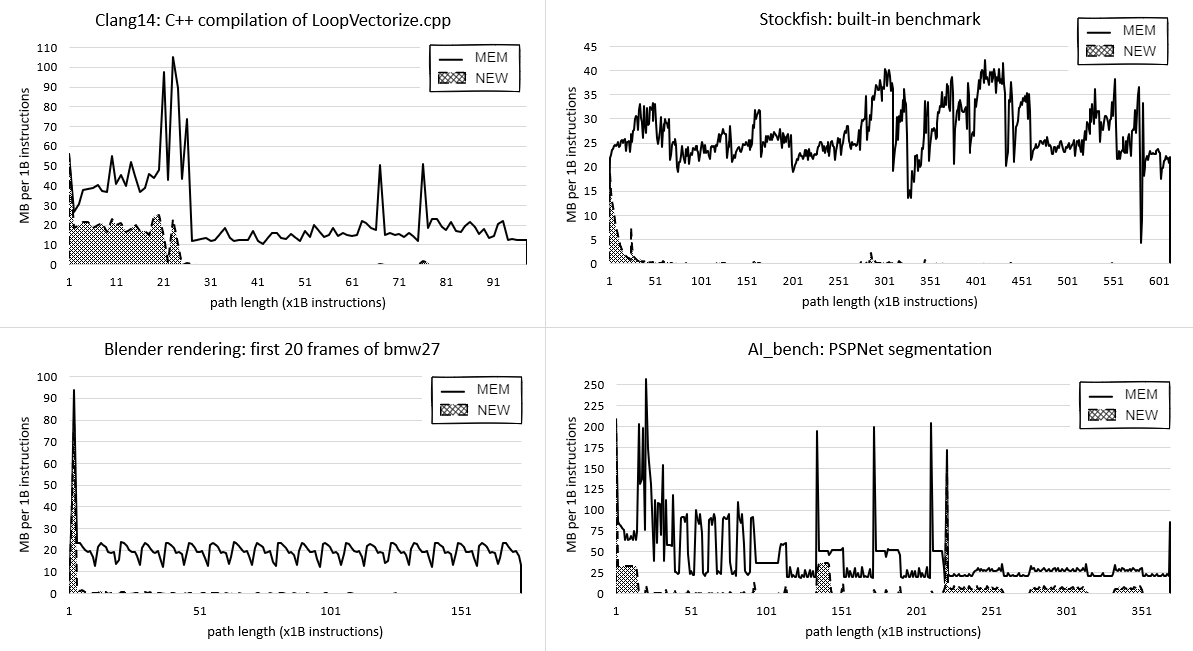 Clang14: C++ compilation of LoopVectorize.cpp
MEM
NEW
MB per 1B instructions
110
100
90
80
70
60
50
40
30
20
10
0
1 11 21 31 41 51 61 71 81 91
path length (x1B instructions)
Stockfish: built-in benchmark
MEM
NEW
MB per 1B instructions
45
40
35
30
25
20
15
10
5
0
1 51 101 151 201 251 301 351 401 451 501 551 601
path length (x1B instructions)
Blender rendering: first 20 frames of bmw27
MEM
NEW
MB per 1B instructions
100
90
80
70
60
50
40
30
20
10
0
1 51 101 151
path length (x1B instructions)
AI_bench: PSPNet segmentation
MEM
NEW
MB per 1B instructions
250
225
200
175
150
125
100
75
50
25
0
1 51 101 151 201 251 301 351
path length (x1B instructions)